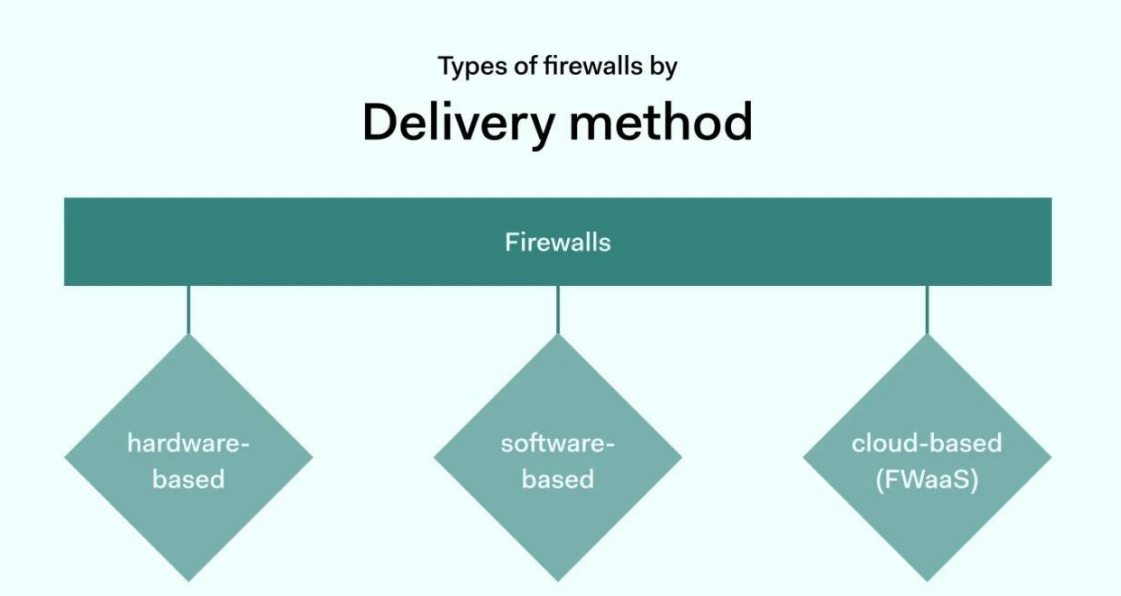 Types of firewalls by
Delivery method
Firewalls
hardware-
based
software-
based
cloud-based
(FWaaS)